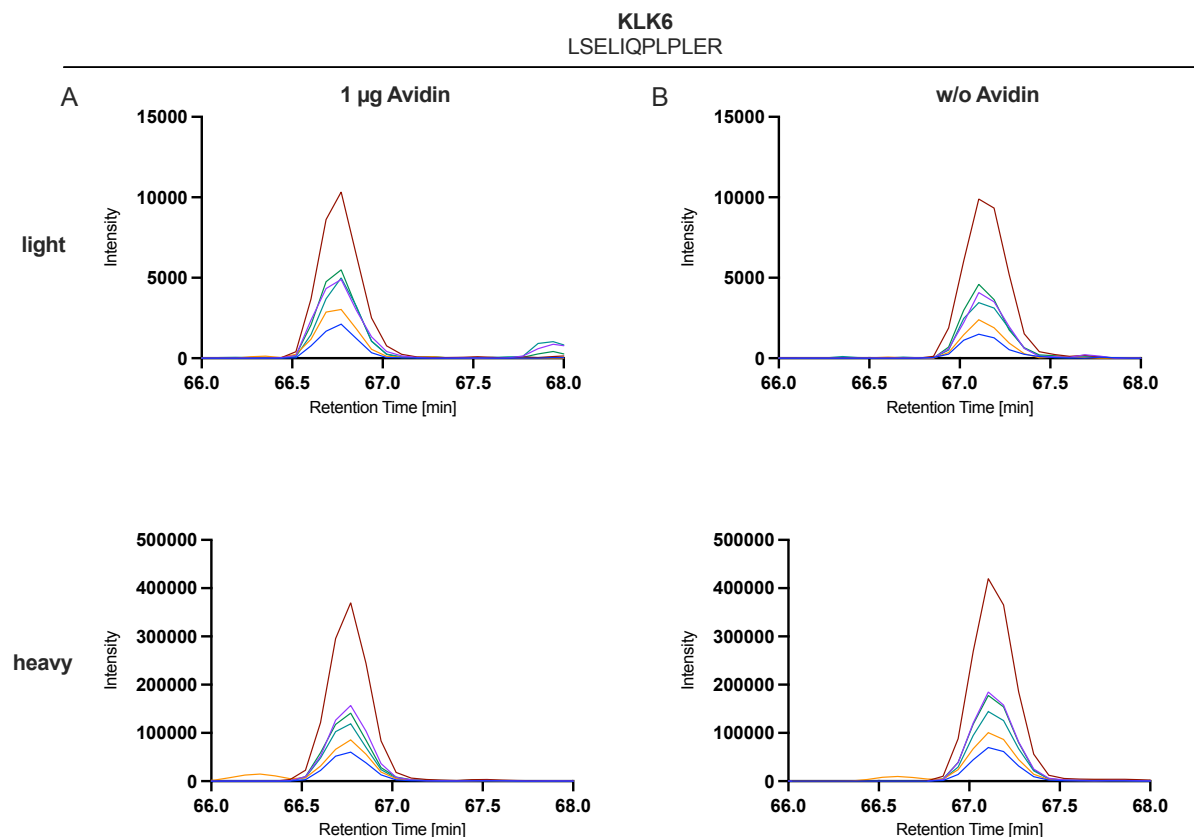 KLK6
LSELIQPLPLER
A
1 µg Avidin
B
w/o Avidin
light
15000
10000
5000
0
Intensity
66.0 66.5 67.0 67.5 68.0
Retention Time [min]
15000
10000
5000
0
Intensity
66.0 66.5 67.0 67.5 68.0
Retention Time [min]
heavy
500000
400000
300000
200000
100000
0
Intensity
66.0 66.5 67.0 67.5 68.0
Retention Time [min]
500000
400000
300000
200000
100000
0
Intensity
66.0 66.5 67.0 67.5 68.0
Retention Time [min]